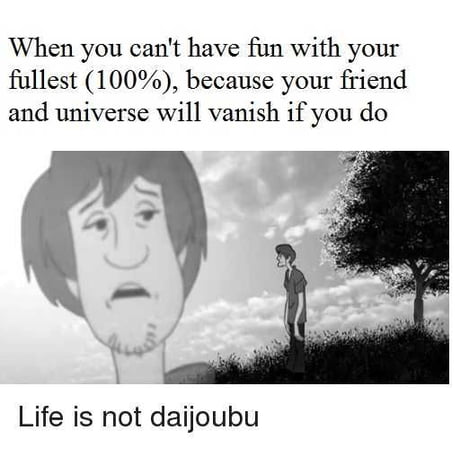 When you can't have fun with your
fullest (100%), because your friend
and universe will vanish if you do
Life is not daijoubu